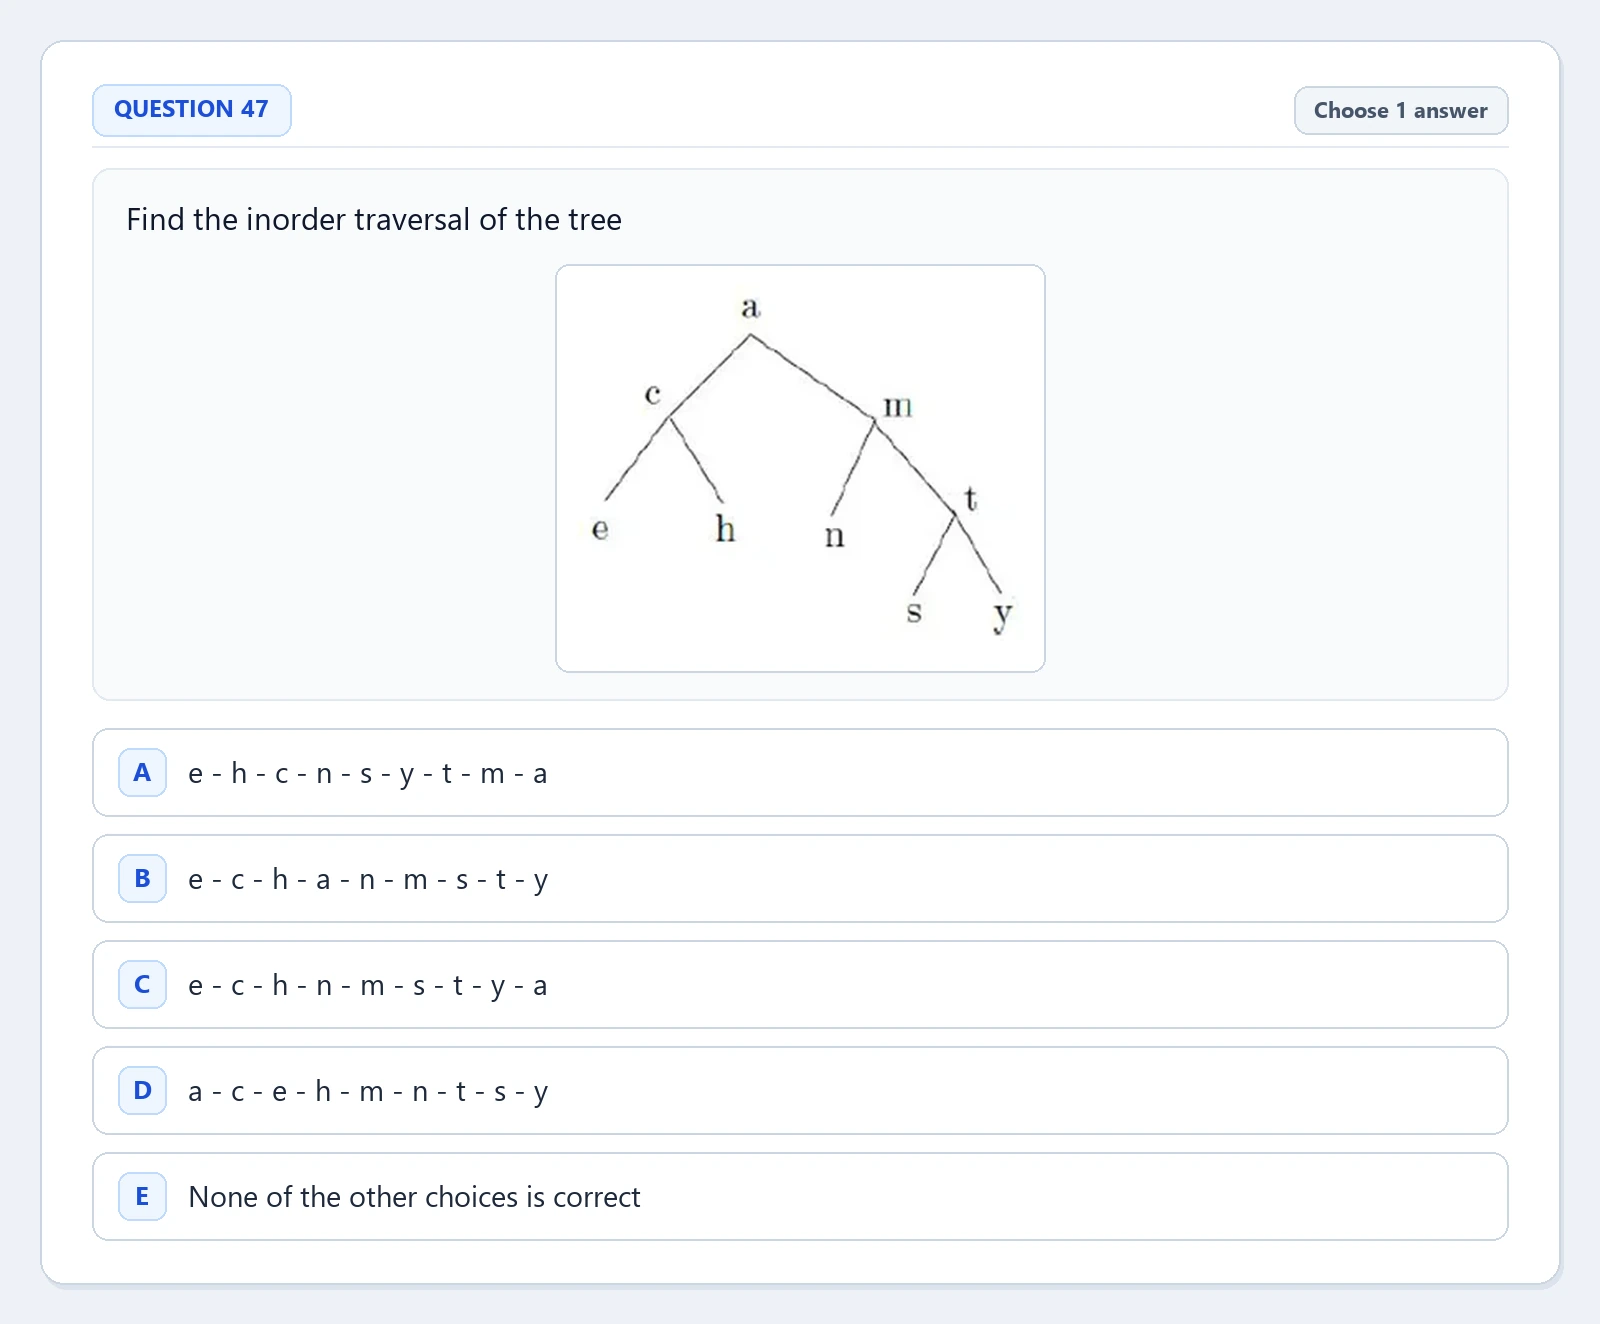 QUESTION 47
Choose 1 answer
Find the inorder traversal of the tree
a
c
m
e
h
n
t
s
y
A e - h - c - n - s - y - t - m - a
B e - c - h - a - n - m - s - t - y
C e - c - h - n - m - s - t - y - a
D a - c - e - h - m - n - t - s - y
E None of the other choices is correct